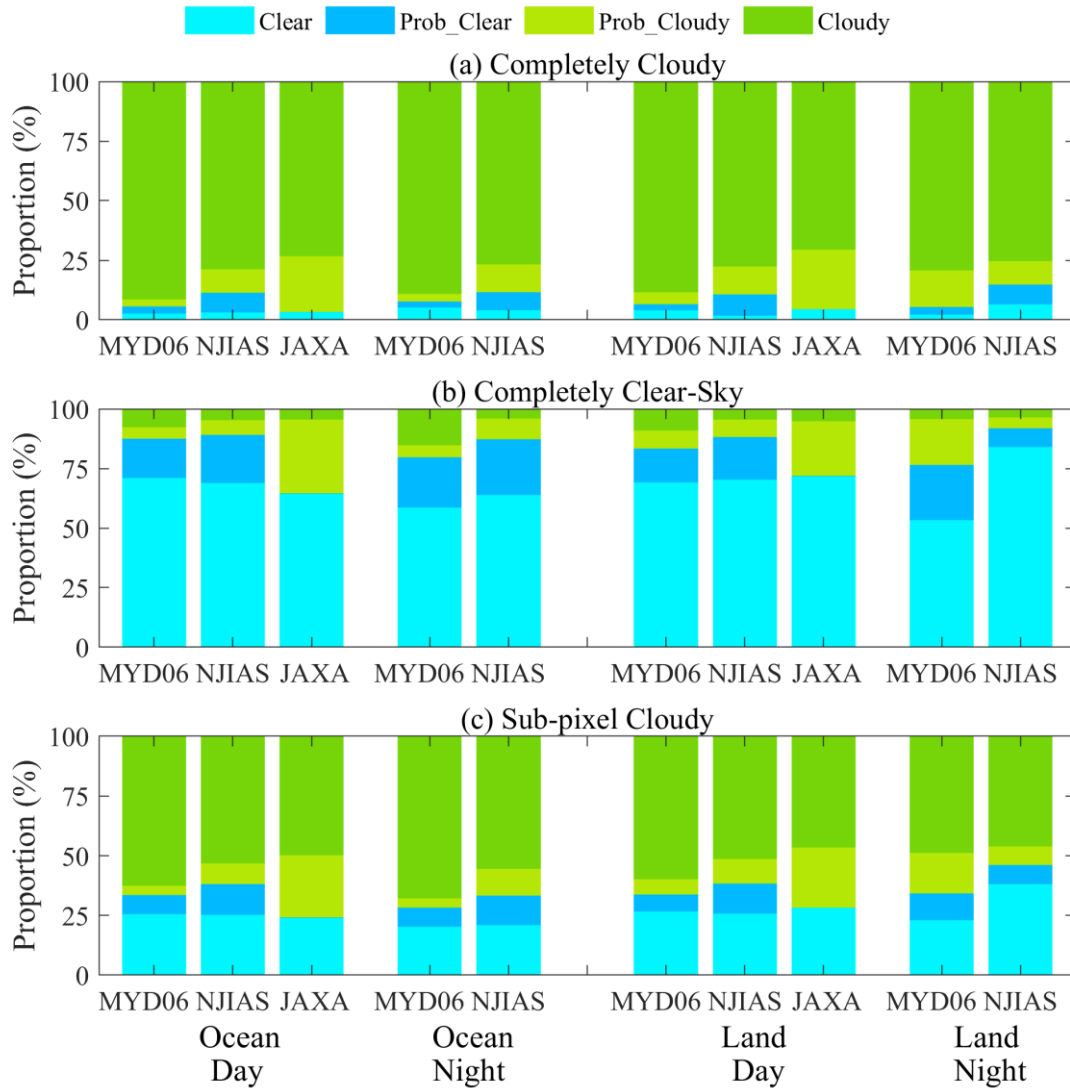 Clear Prob_Clear Prob_Cloudy Cloudy
(a) Completely Cloudy
Proportion (%)
100
75
50
25
0
MYD06 NJIAS JAXA MYD06 NJIAS MYD06 NJIAS JAXA MYD06 NJIAS
(b) Completely Clear-Sky
Proportion (%)
100
75
50
25
0
MYD06 NJIAS JAXA MYD06 NJIAS MYD06 NJIAS JAXA MYD06 NJIAS
(c) Sub-pixel Cloudy
Proportion (%)
100
75
50
25
0
MYD06 NJIAS JAXA MYD06 NJIAS MYD06 NJIAS JAXA MYD06 NJIAS
Ocean Ocean Land Land
Day Night Day Night